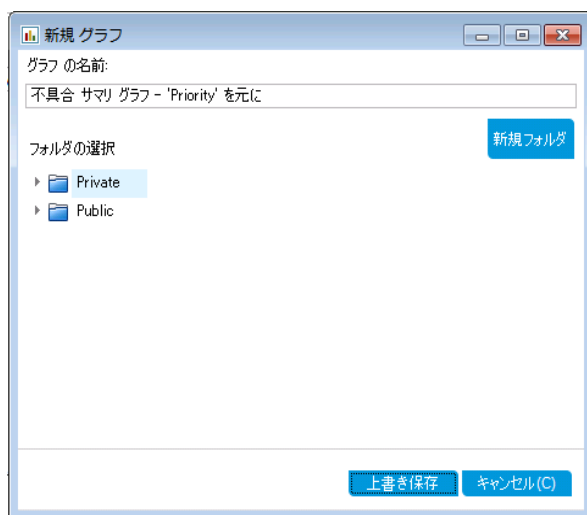 新規 グラフ
グラフ の名前:
不具合 サマリ グラフ - 'Priority' を元に
新規フォルダ
フォルダの選択
Private
Public
上書き保存
キャンセル(C)